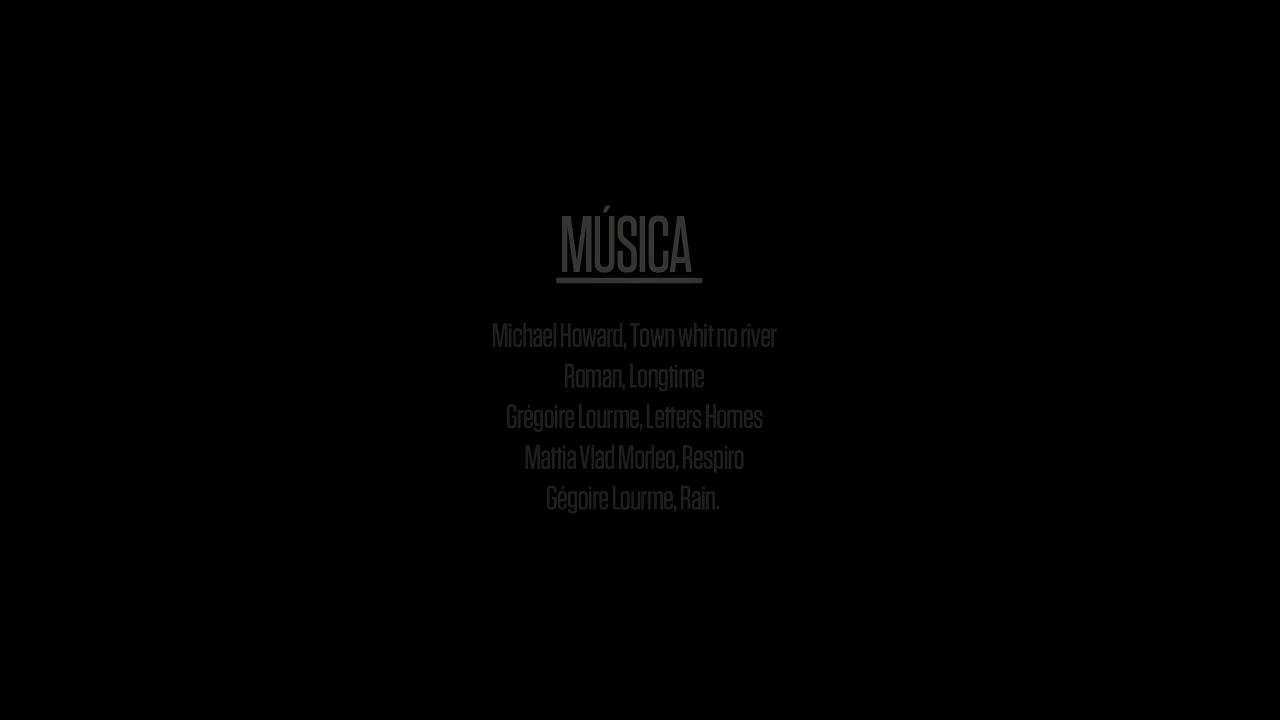 MÚSICA
Michael Howard, Town whit no river
Roman, Longtime
Grégoire Lourme, Letters Homes
Mattia Vlad Morleo, Respiro
Gégoire Lourme, Rain.